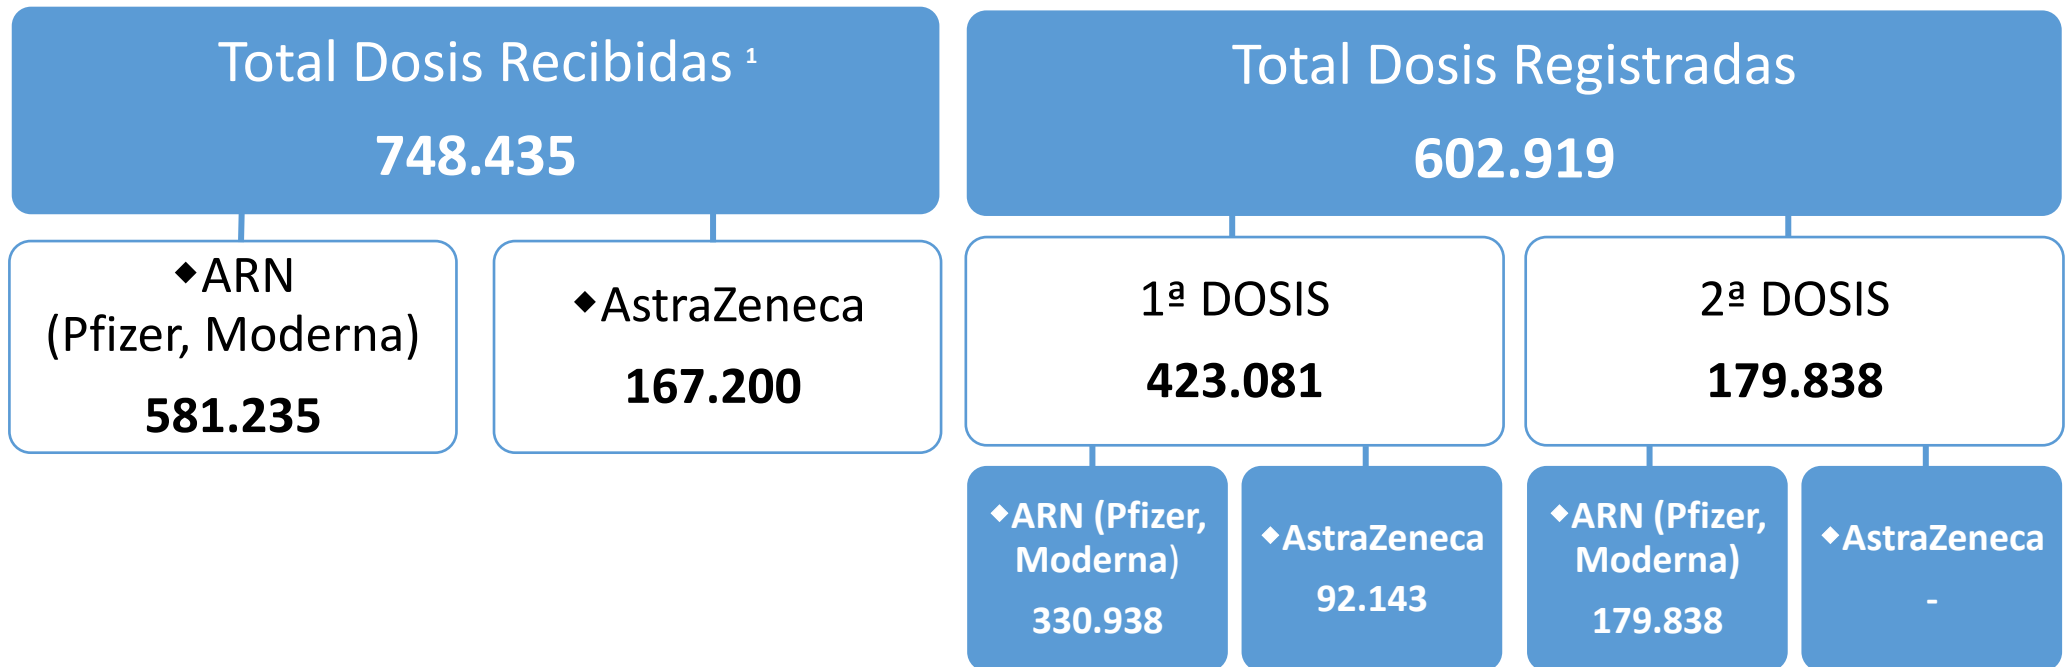 Total Dosis Recibidas ¹
748.435
◆ARN
(Pfizer, Moderna)
581.235
◆AstraZeneca
167.200
Total Dosis Registradas
602.919
1ª DOSIS
423.081
◆ARN (Pfizer,
Moderna)
330.938
◆AstraZeneca
92.143
2ª DOSIS
179.838
◆ARN (Pfizer,
Moderna)
179.838
◆AstraZeneca
-